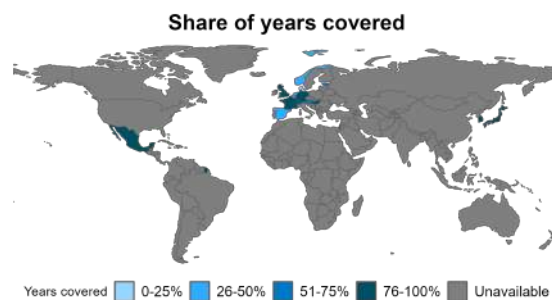 Share of years covered
Years covered 0-25% 26-50% 51-75% 76-100% Unavailable